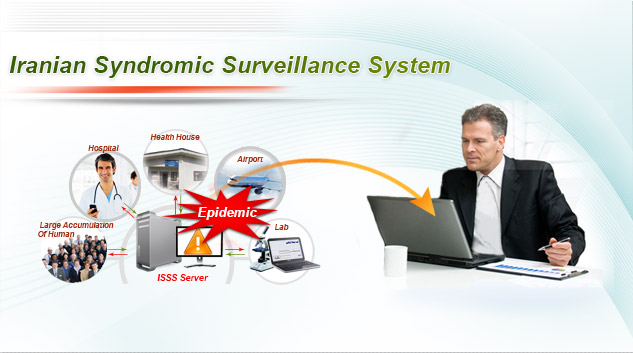 Iranian Syndromic Surveillance System
Hospital
Health House
Airport
Epidemic
Large Accumulation
Of Human
Lab
ISSS Server